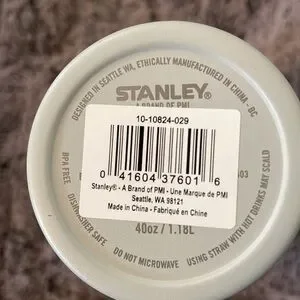 DESIGNED IN SEATTLE WA, ETHICALLY MANUFACTURED IN CHINA - BC
STANLEY
A BRAND OF PMI
10-10824-029
0 41604 37601 6
Stanley® - A Brand of PMI - Une Marque de PMI
Seattle, WA 98121
Made in China - Fabriqué en Chine
40oz / 1.18L
BPA FREE
DISHWASHER SAFE
DO NOT MICROWAVE
USING STRAW WITH HOT DRINKS MAY SCALD